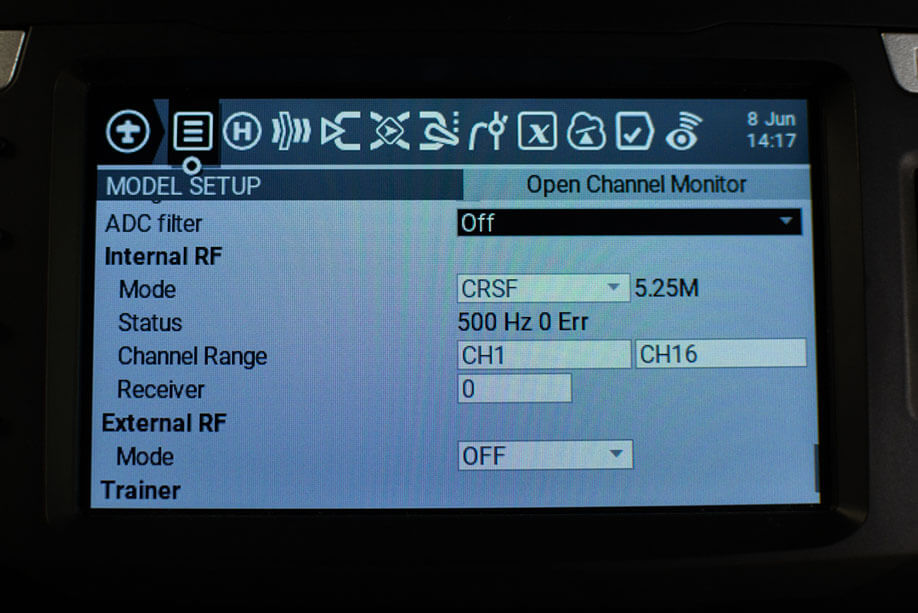 8 Jun
14:17
MODEL SETUP Open Channel Monitor
ADC filter Off
Internal RF
Mode CRSF 5.25M
Status 500 Hz 0 Err
Channel Range CH1 CH16
Receiver 0
External RF
Mode OFF
Trainer